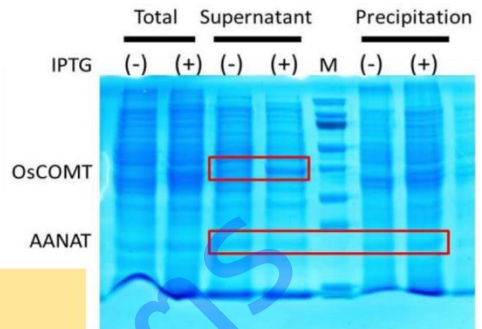 Total Supernatant Precipitation
IPTG (-) (+) (-) (+) M (-) (+)
OsCOMT
AANAT